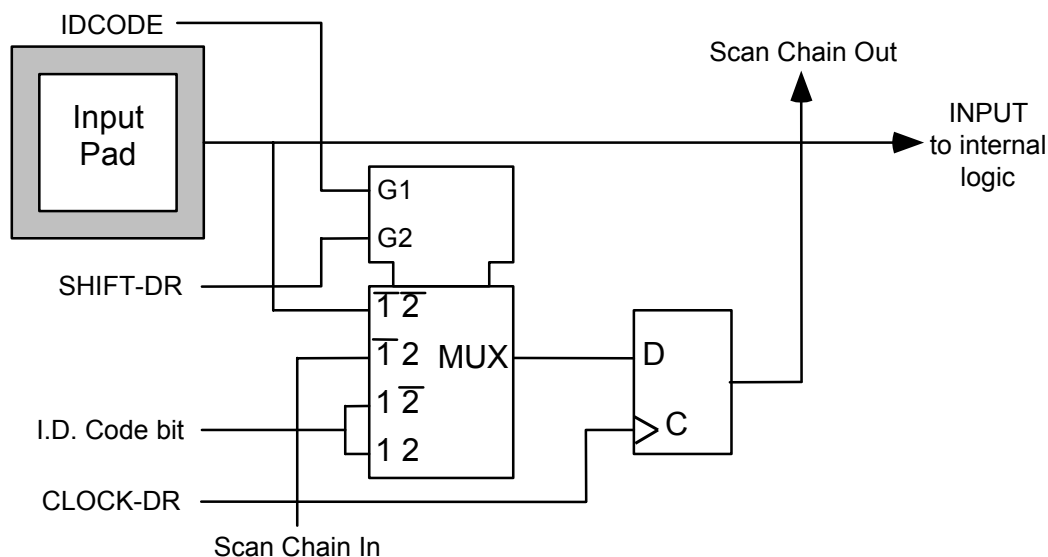 IDCODE
Scan Chain Out
Input
Pad
INPUT
to internal
logic
G1
G2
SHIFT-DR
1̅ 2̅
1̅ 2
MUX
D
1 2̅
I.D. Code bit
C
1 2
CLOCK-DR
Scan Chain In